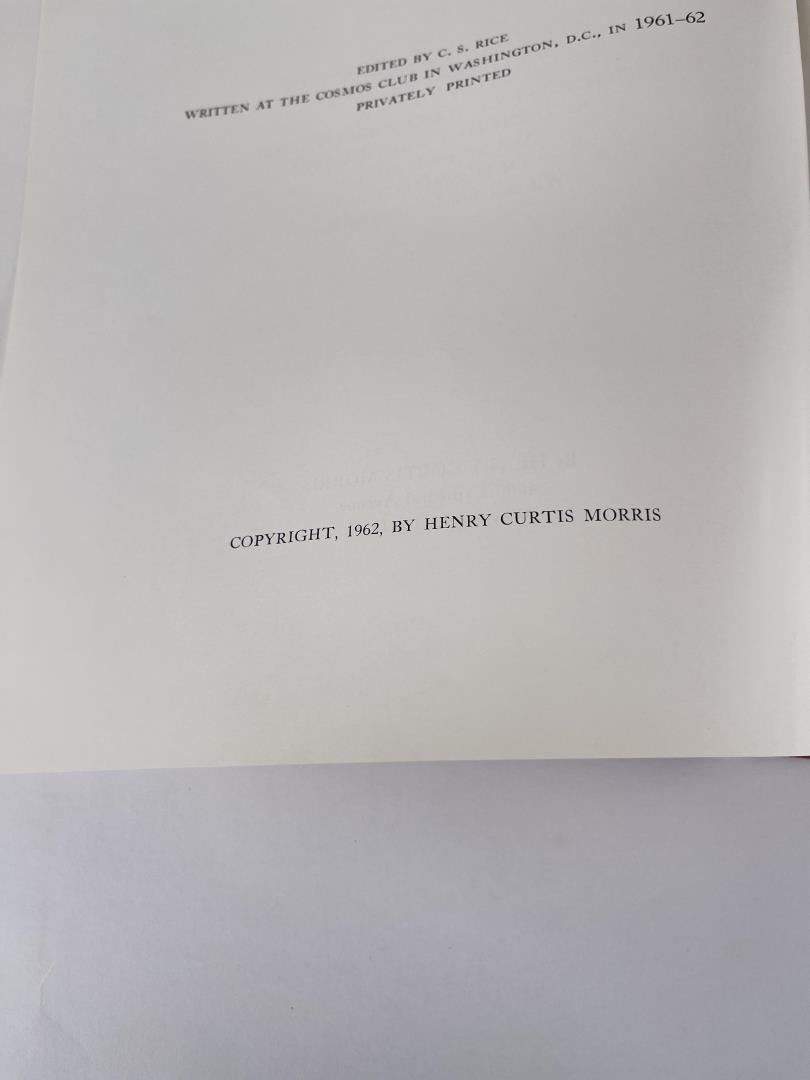 EDITED BY C. S. RICE
WRITTEN AT THE COSMOS CLUB IN WASHINGTON, D.C., IN 1961–62
PRIVATELY PRINTED
COPYRIGHT, 1962, BY HENRY CURTIS MORRIS